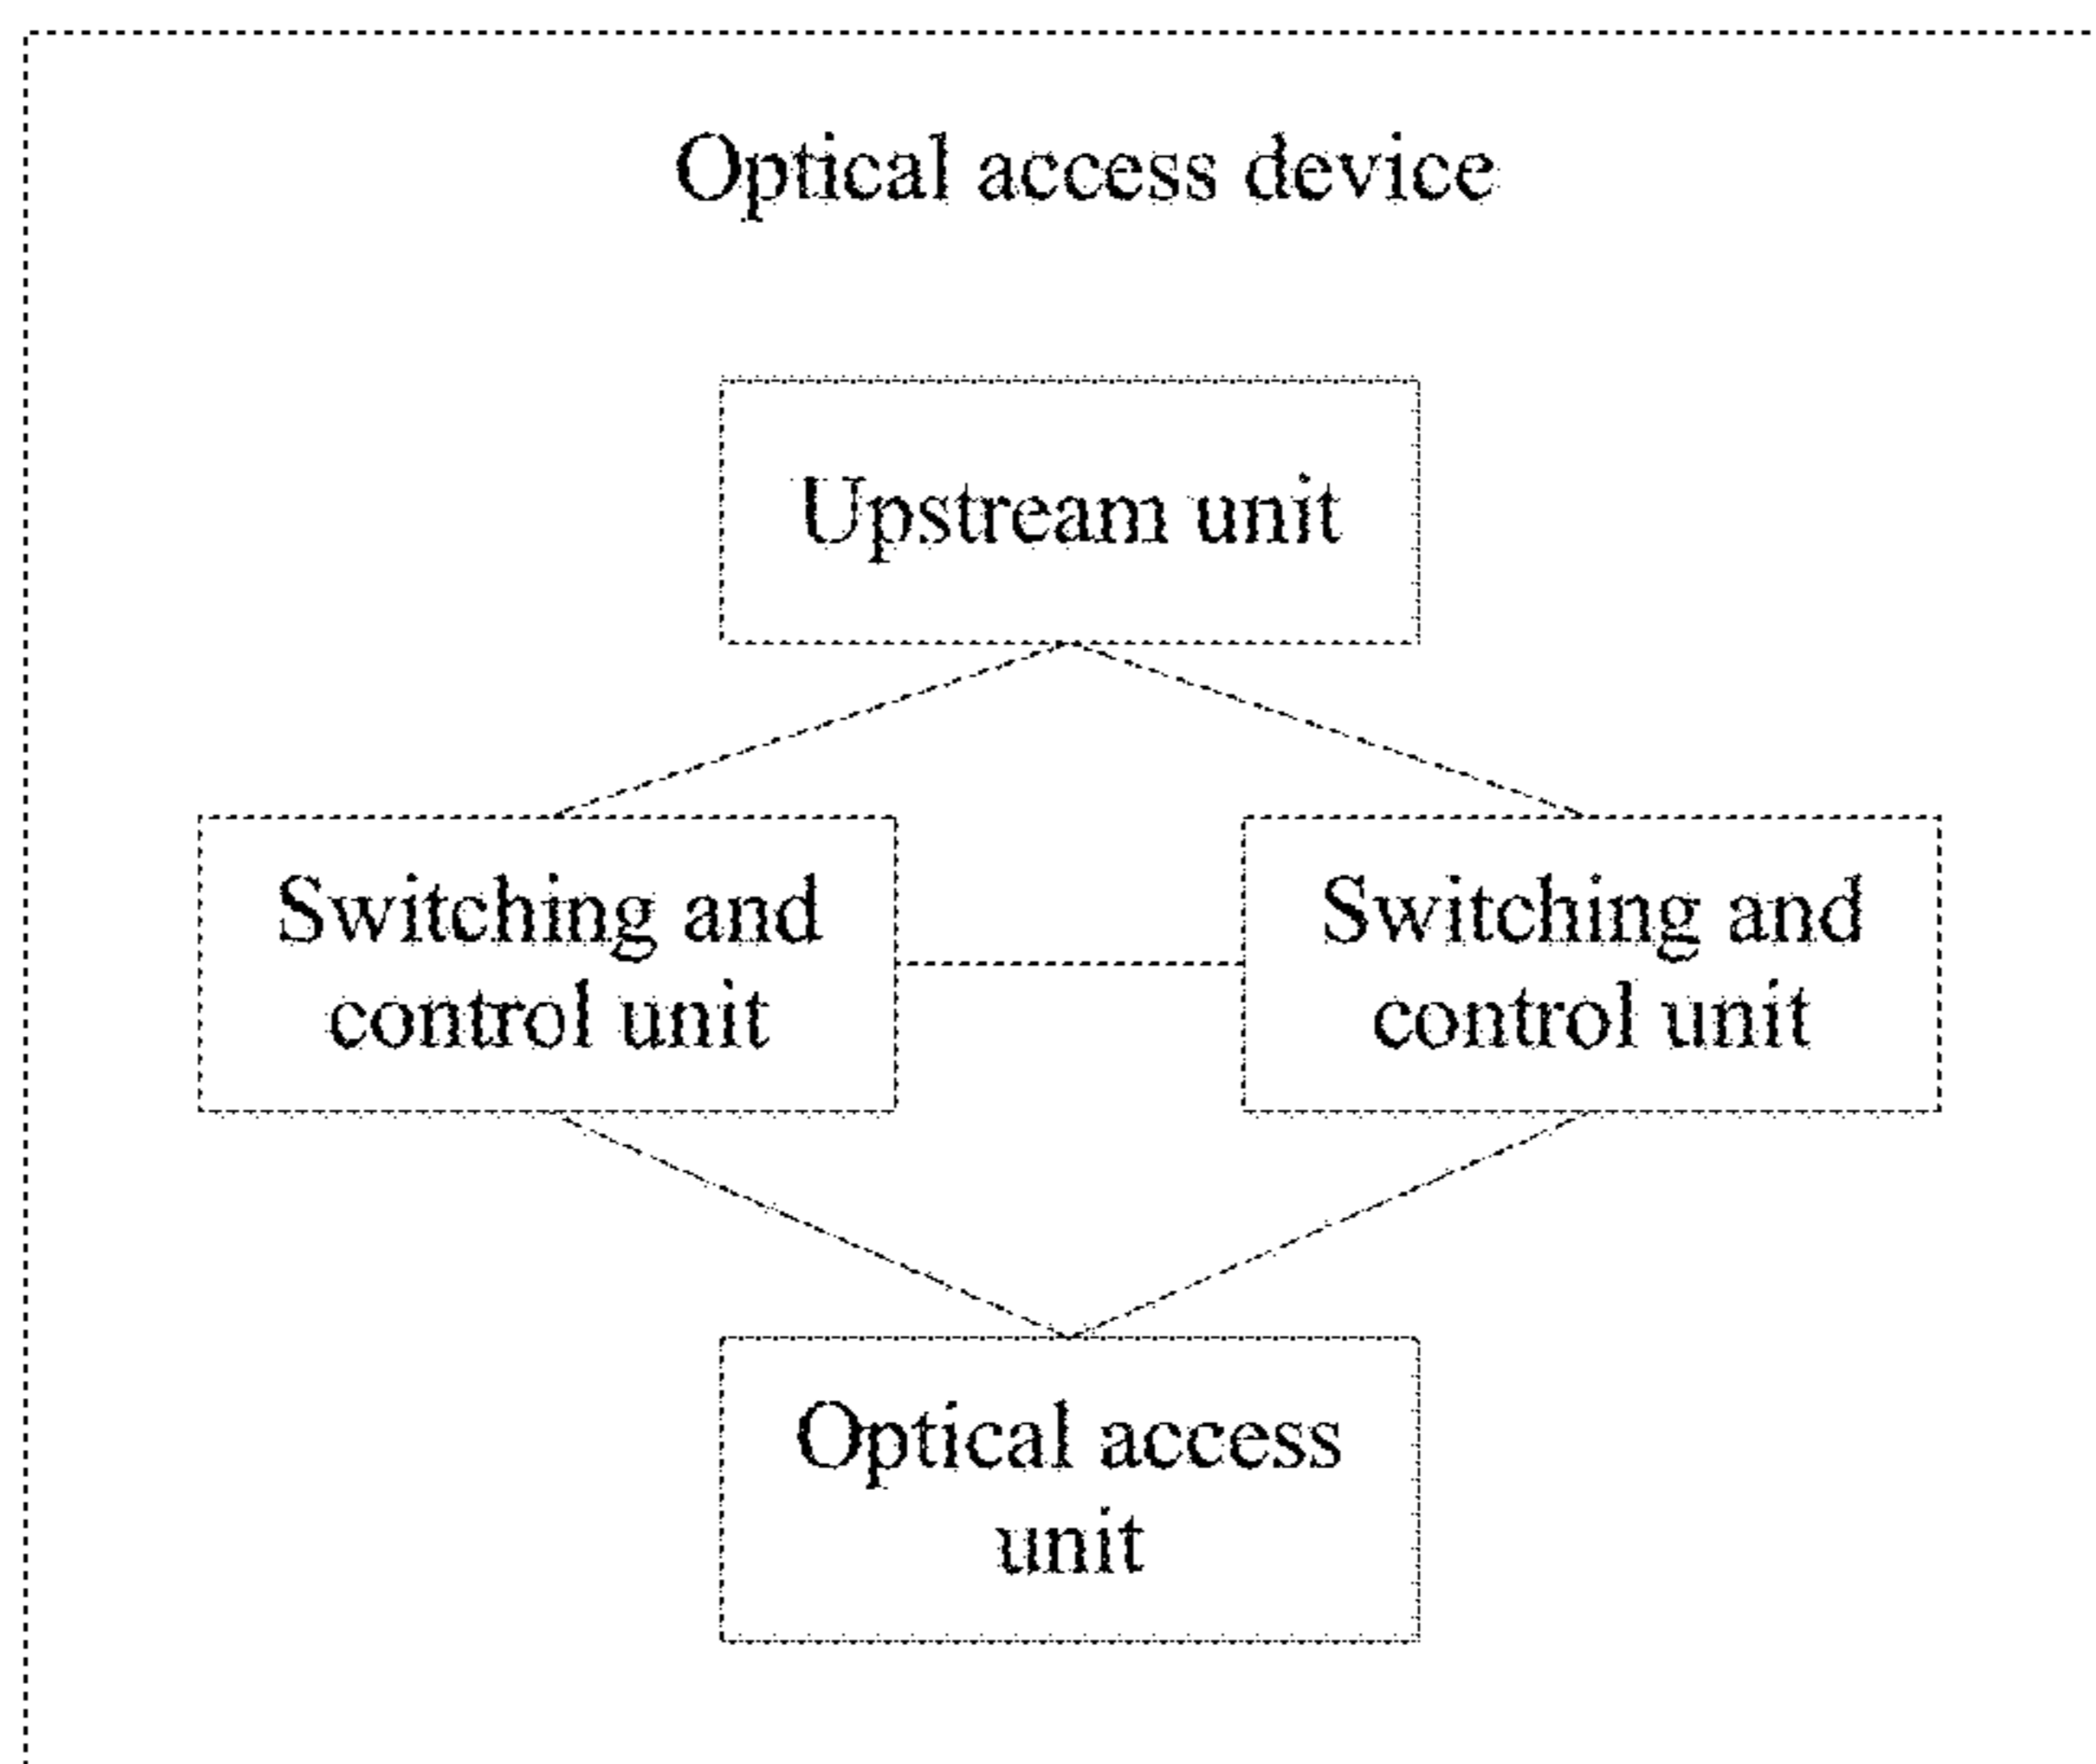 Optical access device
Upstream unit
Switching and
control unit
Switching and
control unit
Optical access
unit